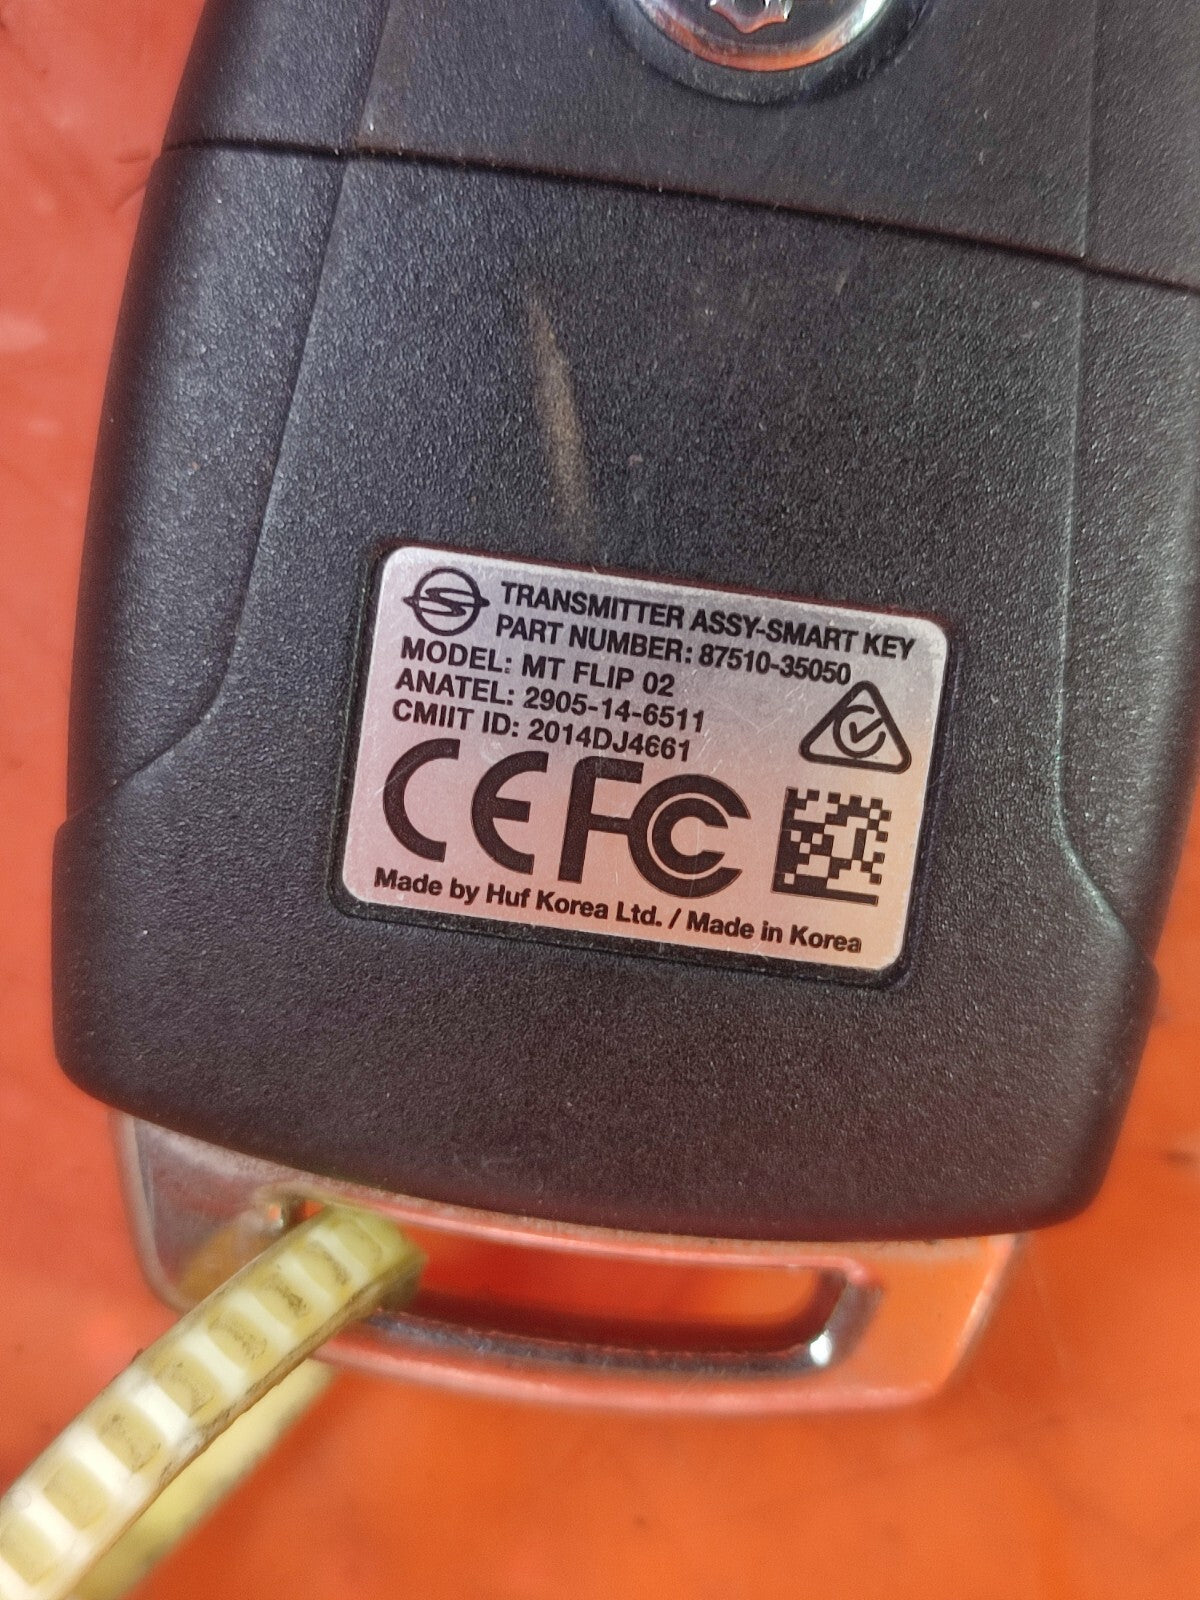 TRANSMITTER ASSY-SMART KEY
PART NUMBER: 87510-35050
MODEL: MT FLIP 02
ANATEL: 2905-14-6511
CMIIT ID: 2014DJ4661
CE FC
Made by Huf Korea Ltd. / Made in Korea